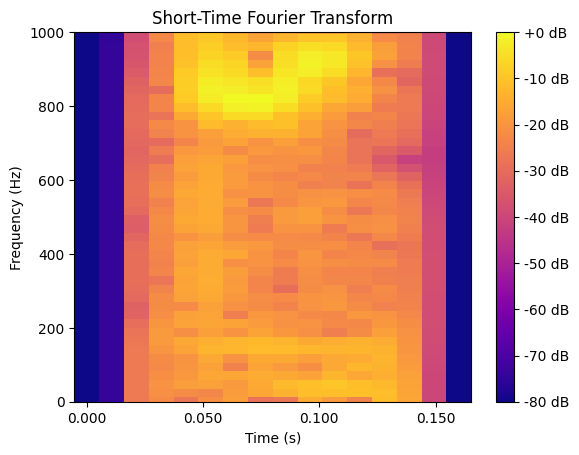 Short-Time Fourier Transform
1000
800
600
400
200
0
Frequency (Hz)
0.000
0.050
0.100
0.150
Time (s)
+0 dB
-10 dB
-20 dB
-30 dB
-40 dB
-50 dB
-60 dB
-70 dB
-80 dB